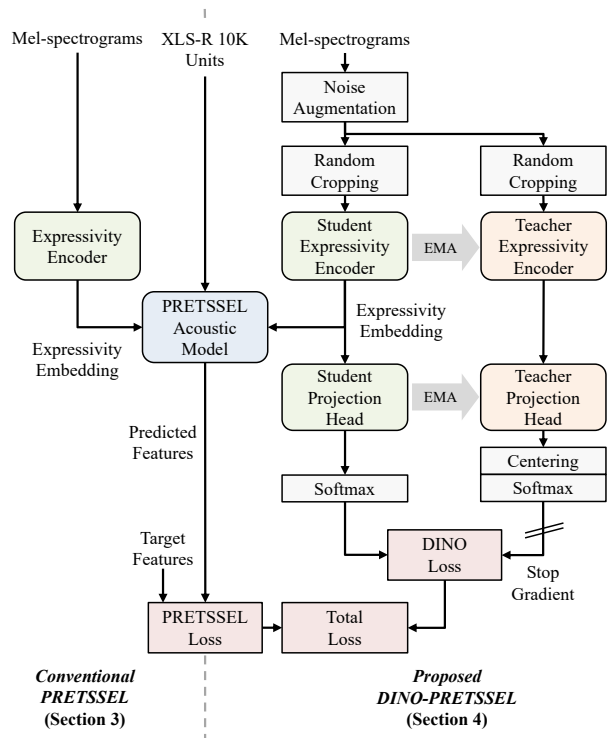 Mel-spectrograms
XLS-R 10K
Units
Mel-spectrograms
Noise
Augmentation
Random
Cropping
Random
Cropping
Expressivity
Encoder
Student
Expressivity
Encoder
EMA
Teacher
Expressivity
Encoder
PRETSSEL
Acoustic
Model
Expressivity
Embedding
Expressivity
Embedding
Student
Projection
Head
EMA
Teacher
Projection
Head
Predicted
Features
Softmax
Centering
Softmax
Target
Features
DINO
Loss
Stop
Gradient
PRETSSEL
Loss
Total
Loss
Conventional
PRETSSEL
(Section 3)
Proposed
DINO-PRETSSEL
(Section 4)